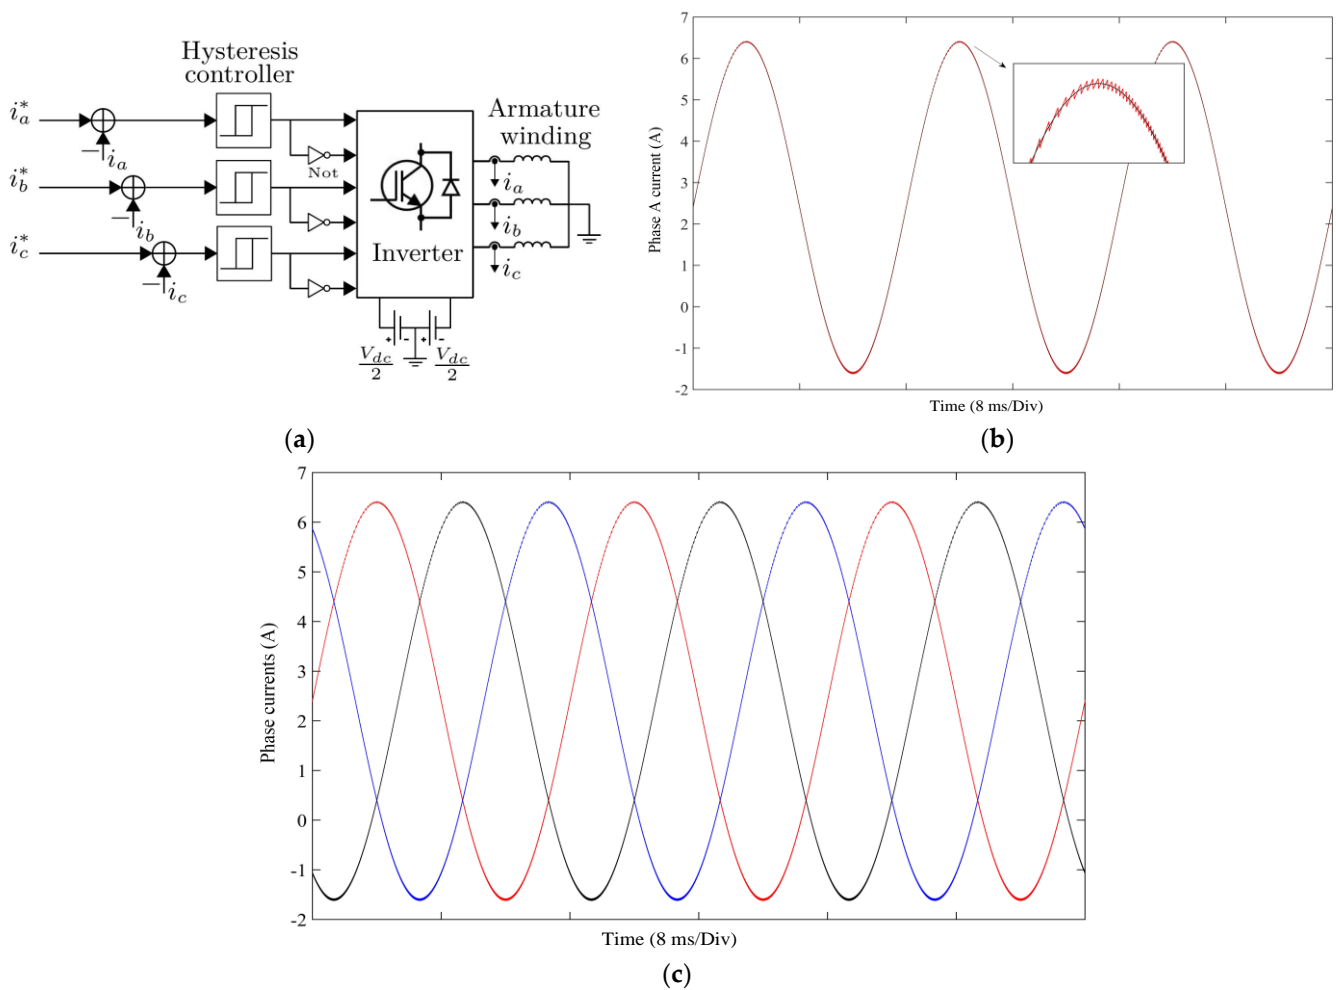 Hysteresis
controller
i*a
i*b
i*c
−
ia
−
ib
−
ic
Not
Inverter
Armature
winding
ia
ib
ic
+ - + -
Vdc
2
Vdc
2
(a)
7
6
5
4
3
2
1
0
-1
-2
Phase A current (A)
Time (8 ms/Div)
(b)
7
6
5
4
3
2
1
0
-1
-2
Phase currents (A)
Time (8 ms/Div)
(c)